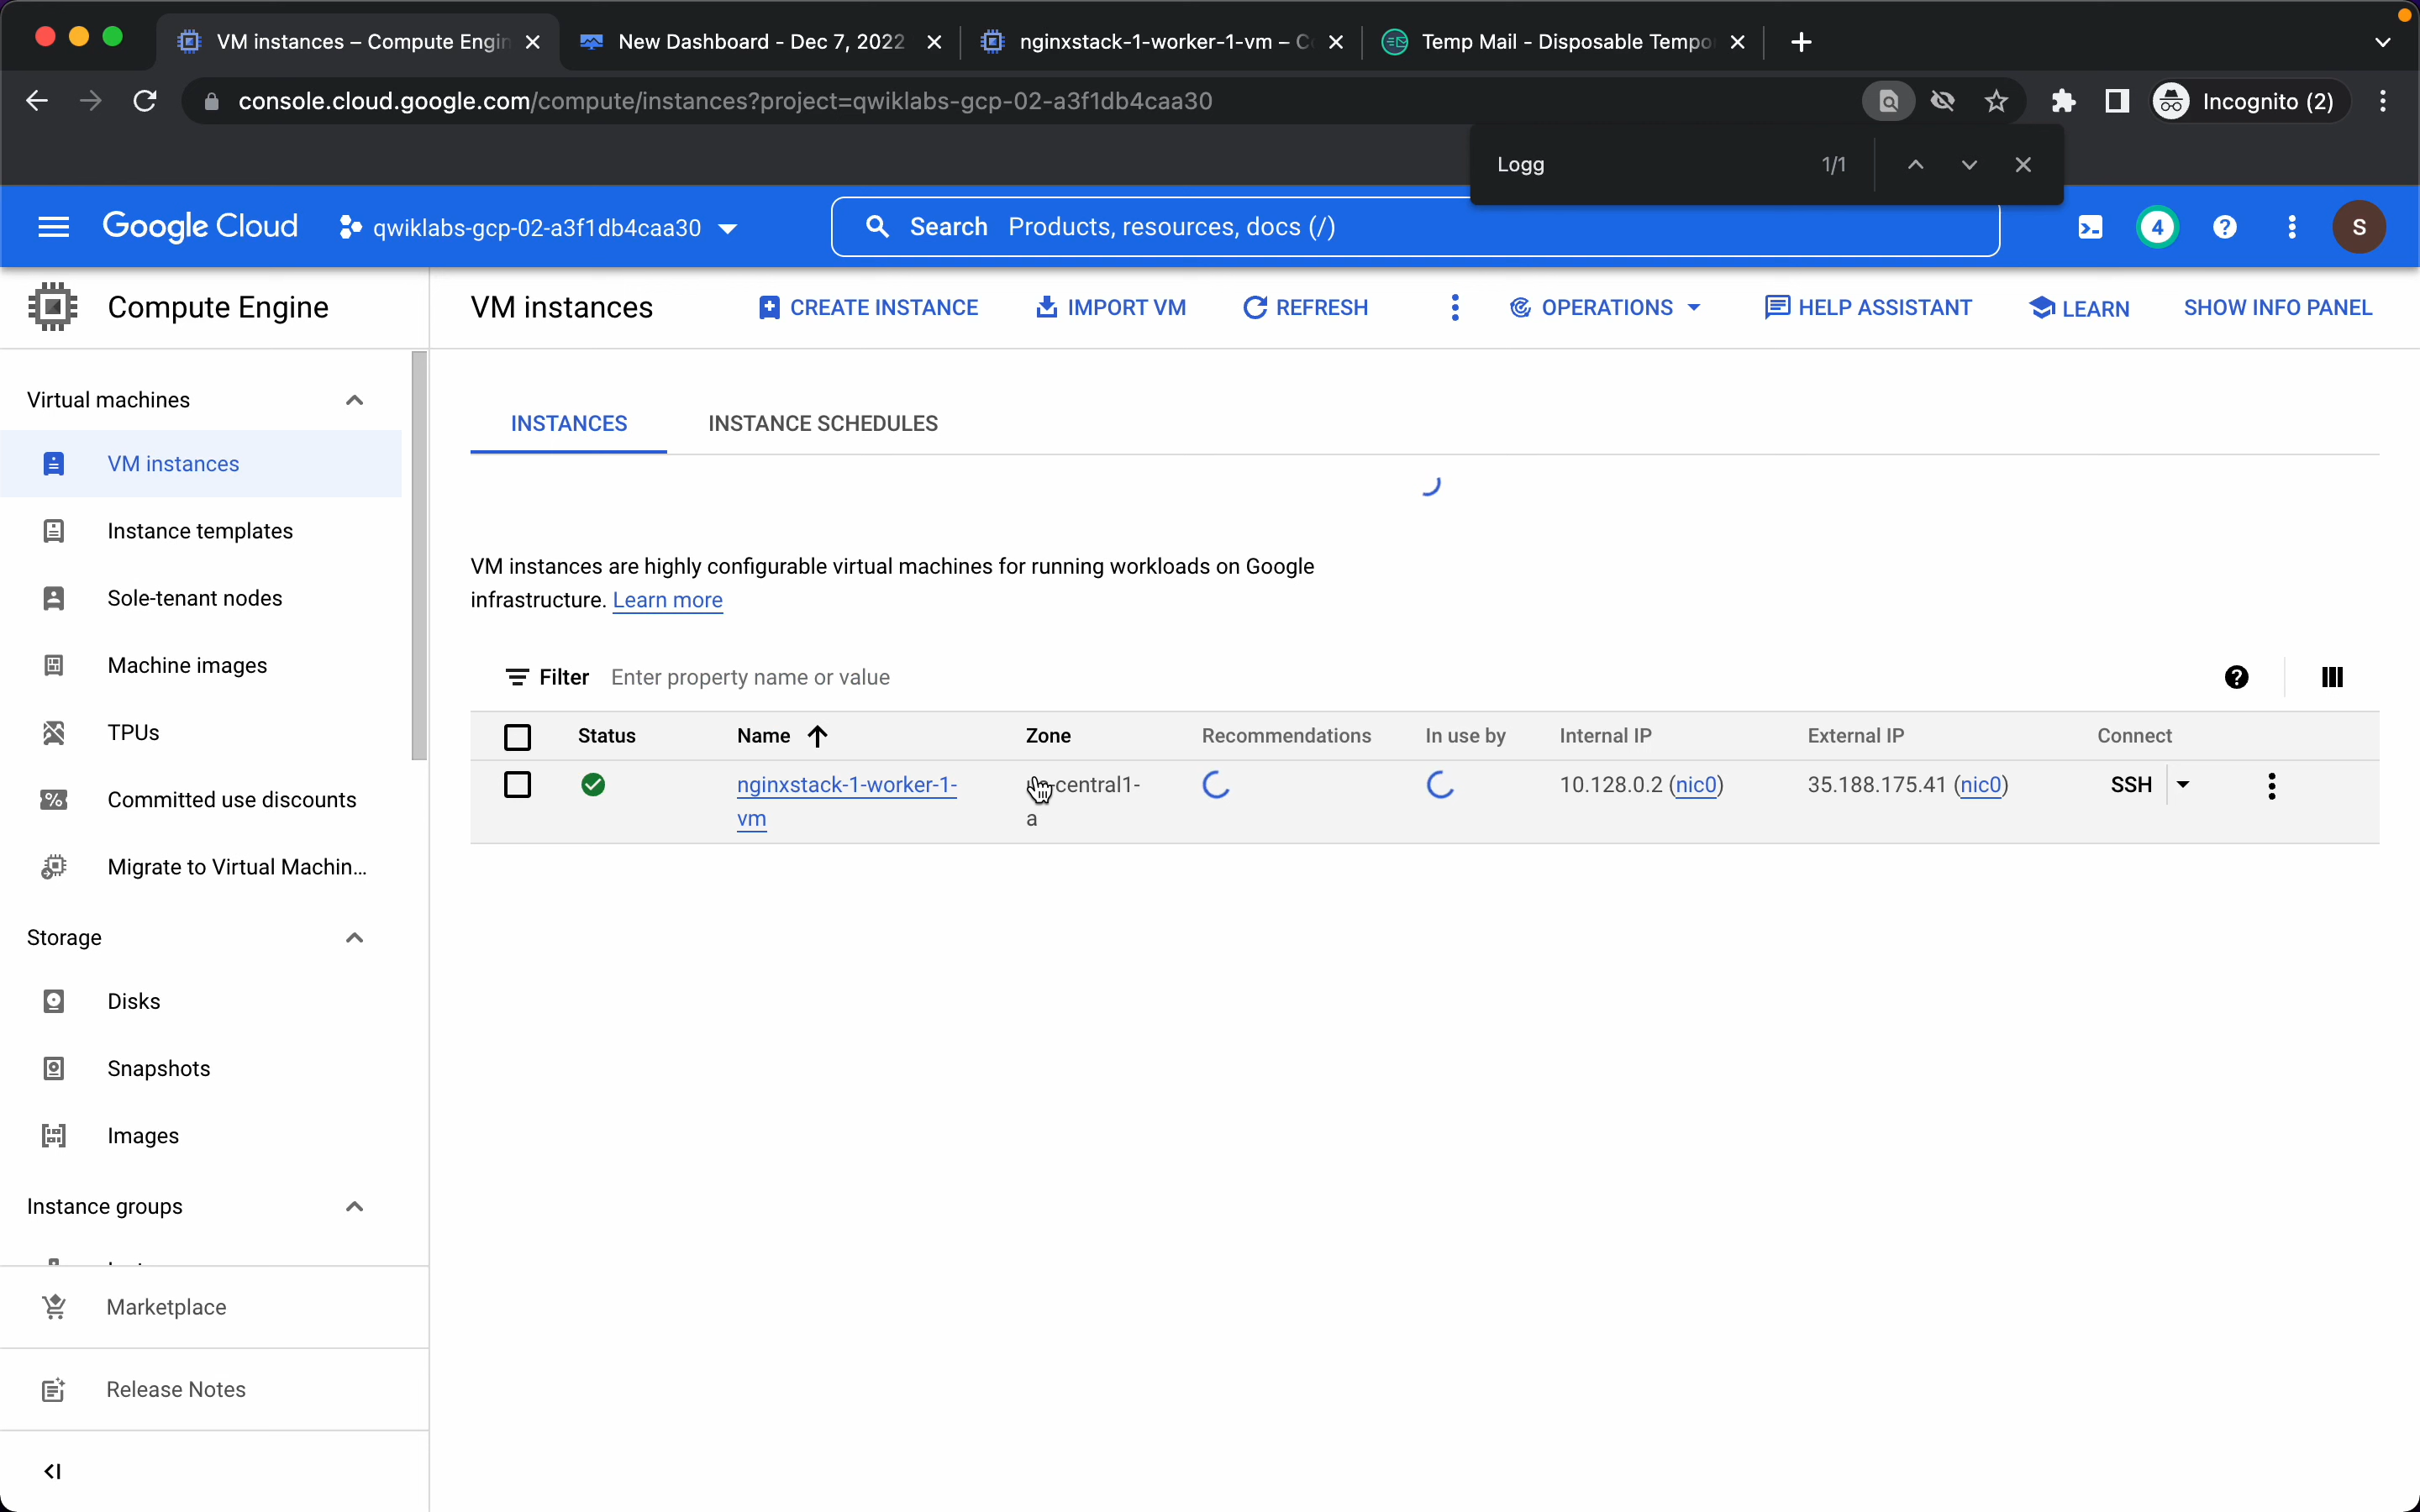 VM instances – Compute Engin
New Dashboard - Dec 7, 2022
nginxstack-1-worker-1-vm – C
Temp Mail - Disposable Tempo
console.cloud.google.com/compute/instances?project=qwiklabs-gcp-02-a3f1db4caa30
Incognito (2)
Logg
1/1
Google Cloud
qwiklabs-gcp-02-a3f1db4caa30
Search Products, resources, docs (/)
4
S
Compute Engine
VM instances
CREATE INSTANCE
IMPORT VM
REFRESH
OPERATIONS
HELP ASSISTANT
LEARN
SHOW INFO PANEL
Virtual machines
VM instances
Instance templates
Sole-tenant nodes
Machine images
TPUs
Committed use discounts
Migrate to Virtual Machin...
Storage
Disks
Snapshots
Images
Instance groups
Marketplace
Release Notes
INSTANCES
INSTANCE SCHEDULES
VM instances are highly configurable virtual machines for running workloads on Google
infrastructure. Learn more
Filter Enter property name or value
Status Name Zone Recommendations In use by Internal IP External IP Connect
nginxstack-1-worker-1- central1- 10.128.0.2 (nic0) 35.188.175.41 (nic0) SSH
vm a